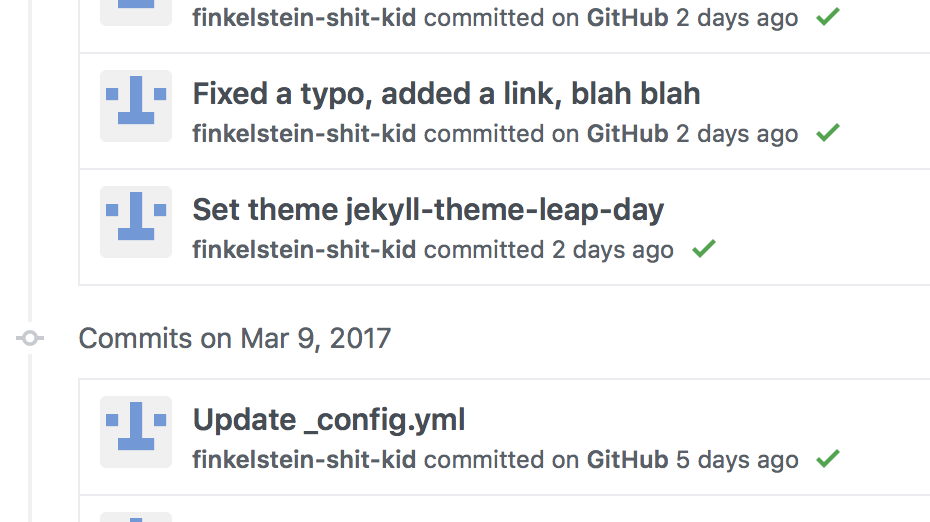 finkelstein-shit-kid committed on GitHub 2 days ago
Fixed a typo, added a link, blah blah
finkelstein-shit-kid committed on GitHub 2 days ago
Set theme jekyll-theme-leap-day
finkelstein-shit-kid committed 2 days ago
Commits on Mar 9, 2017
Update _config.yml
finkelstein-shit-kid committed on GitHub 5 days ago